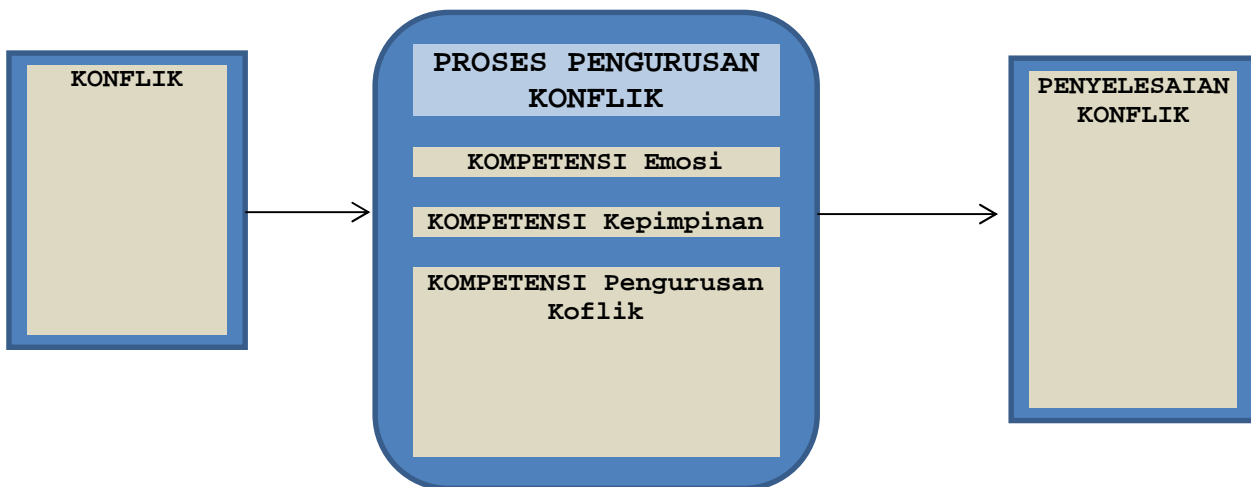 KONFLIK
PROSES PENGURUSAN
KONFLIK
KOMPETENSI Emosi
KOMPETENSI Kepimpinan
KOMPETENSI Pengurusan
Koflik
PENYELESAIAN
KONFLIK